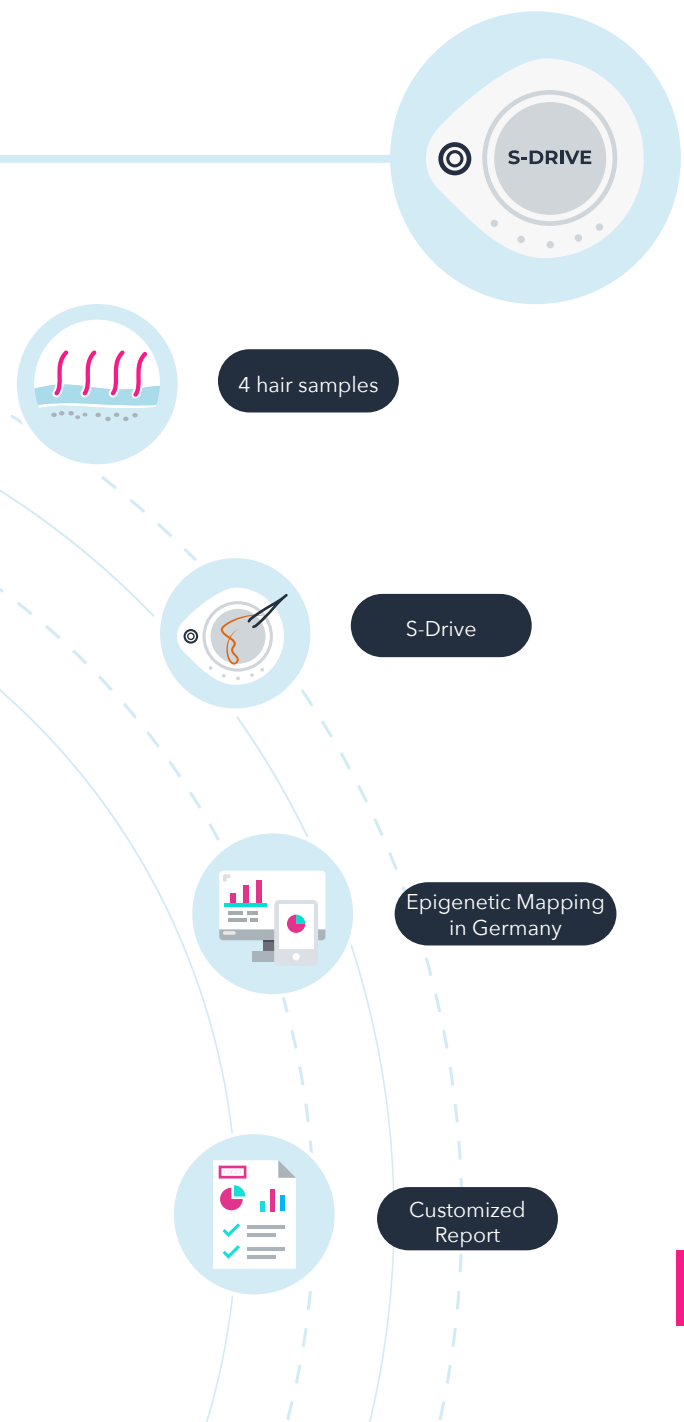 S-DRIVE
4 hair samples
S-Drive
Epigenetic Mapping
in Germany
Customized
Report